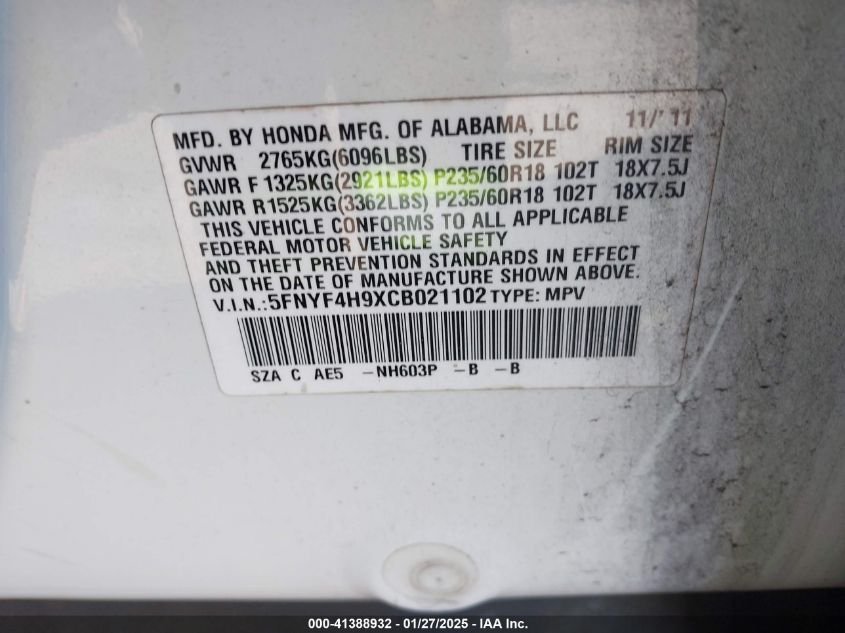 MFD. BY HONDA MFG. OF ALABAMA, LLC 11/'11
GVWR 2765KG(6096LBS) TIRE SIZE RIM SIZE
GAWR F 1325KG(2921LBS) P235/60R18 102T 18X7.5J
GAWR R1525KG(3362LBS) P235/60R18 102T 18X7.5J
THIS VEHICLE CONFORMS TO ALL APPLICABLE
FEDERAL MOTOR VEHICLE SAFETY
AND THEFT PREVENTION STANDARDS IN EFFECT
ON THE DATE OF MANUFACTURE SHOWN ABOVE.
V.I.N.:5FNYF4H9XCB021102 TYPE: MPV
SZA C AE5 -NH603P -B -B
000-41388932 - 01/27/2025 - IAA Inc.